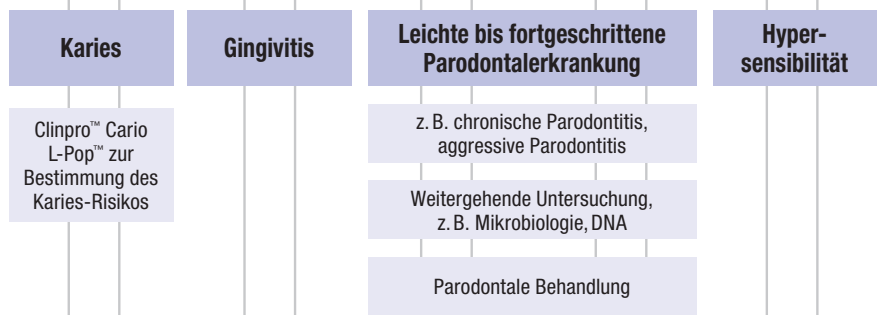 Karies
Gingivitis
Leichte bis fortgeschrittene
Parodontalerkrankung
Hyper-
sensibilität
Clinpro™ Cario
L-Pop™ zur
Bestimmung des
Karies-Risikos
z. B. chronische Parodontitis,
aggressive Parodontitis
Weitergehende Untersuchung,
z. B. Mikrobiologie, DNA
Parodontale Behandlung